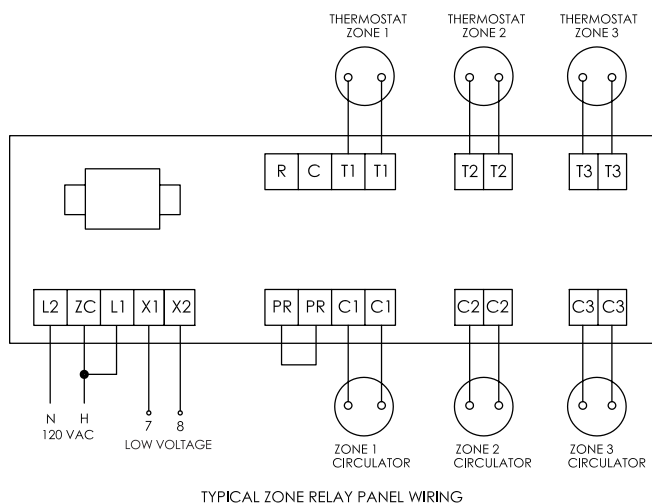 THERMOSTAT
ZONE 1
THERMOSTAT
ZONE 2
THERMOSTAT
ZONE 3
R C T1 T1
T2 T2
T3 T3
L2 ZC L1 X1 X2
PR PR C1 C1
C2 C2
C3 C3
N H
120 VAC
7 8
LOW VOLTAGE
ZONE 1
CIRCULATOR
ZONE 2
CIRCULATOR
ZONE 3
CIRCULATOR
TYPICAL ZONE RELAY PANEL WIRING